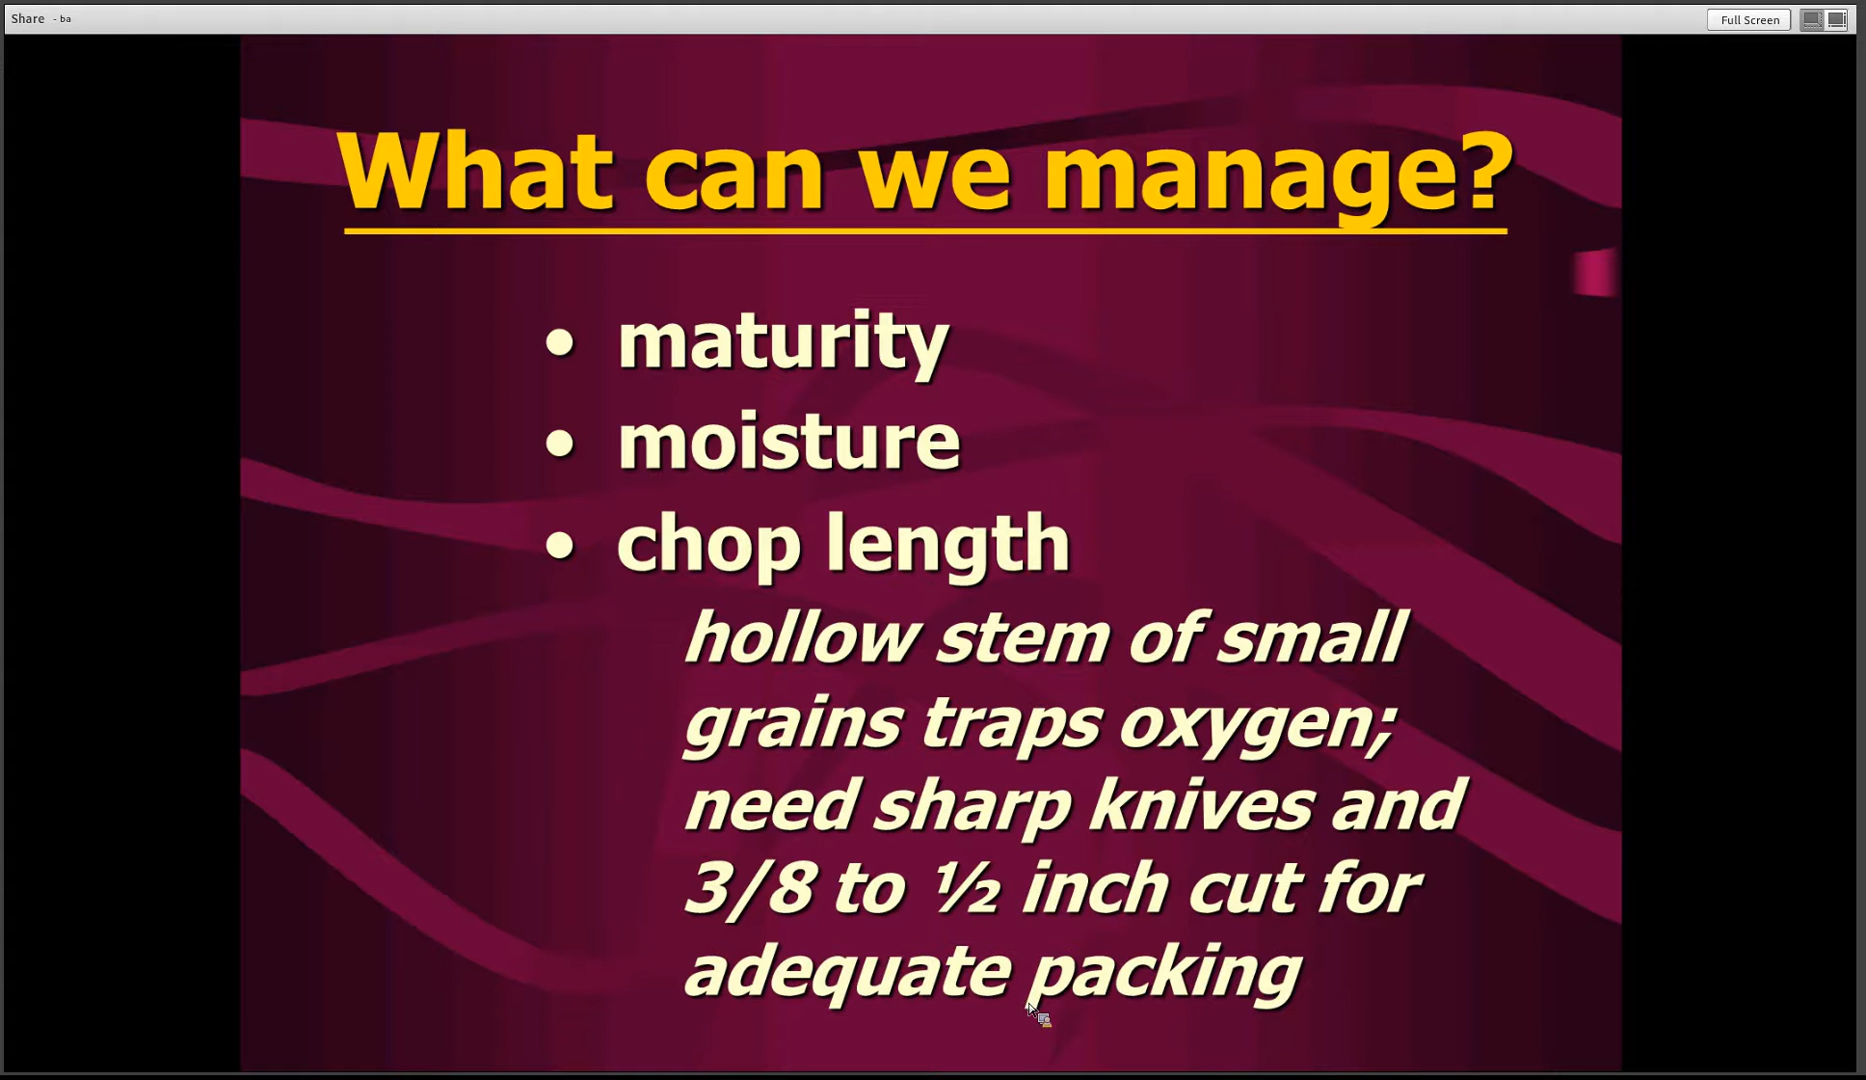 Share - ba
Full Screen
What can we manage?
• maturity
• moisture
• chop length
hollow stem of small
grains traps oxygen;
need sharp knives and
3/8 to ½ inch cut for
adequate packing